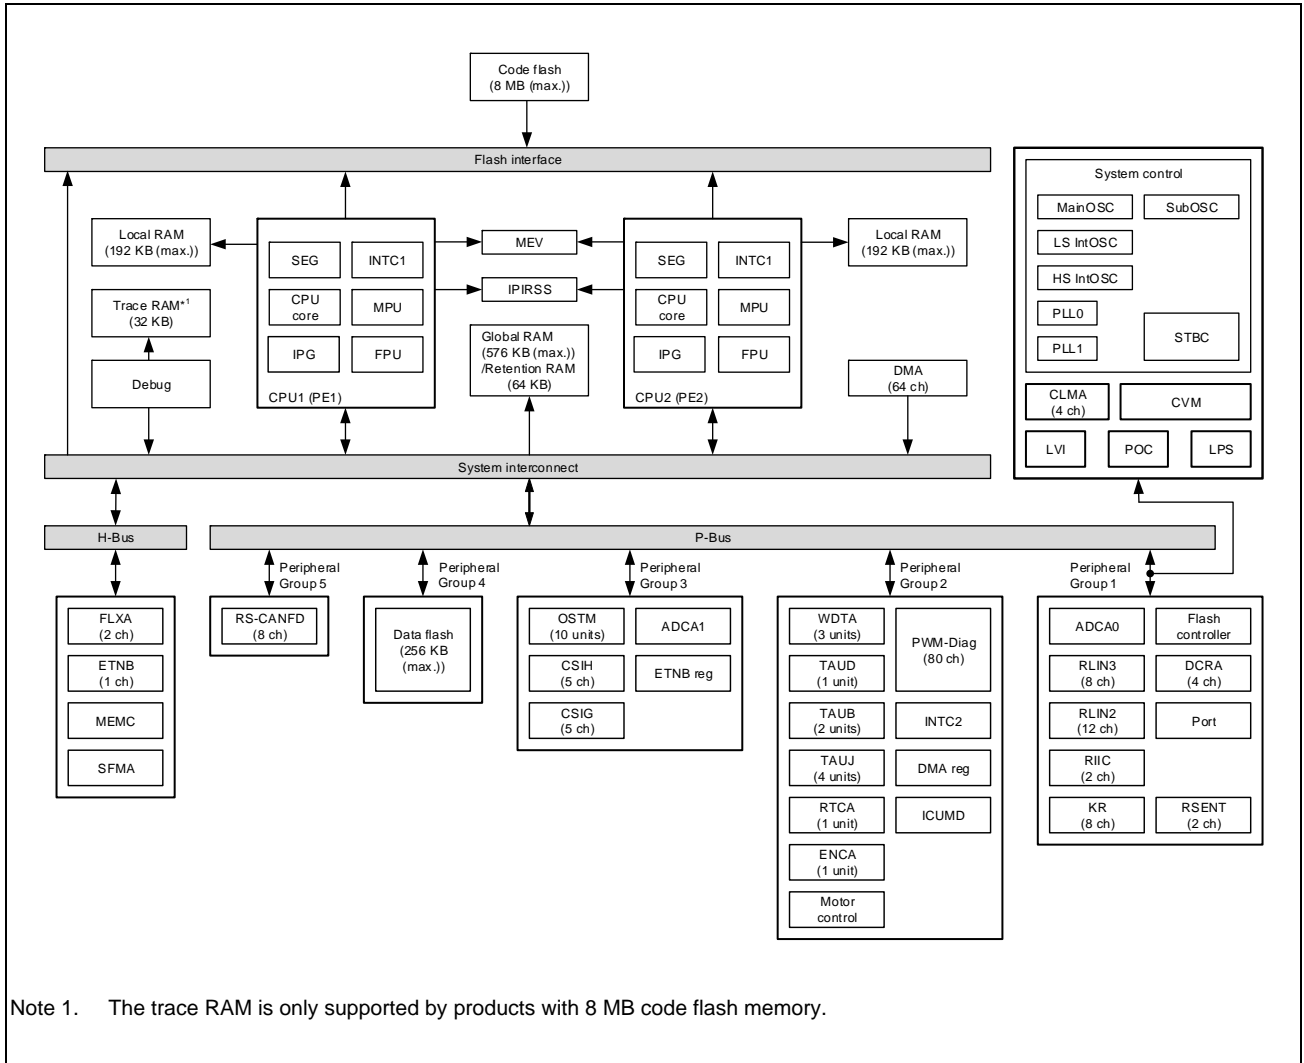 Code flash
(8 MB (max.))
Flash interface
Local RAM
(192 KB (max.))
Trace RAM*1
(32 KB)
Debug
SEG
INTC1
CPU
core
MPU
IPG
FPU
CPU1 (PE1)
MEV
IPIRSS
Global RAM
(576 KB (max.))
/Retention RAM
(64 KB)
SEG
INTC1
CPU
core
MPU
IPG
FPU
CPU2 (PE2)
Local RAM
(192 KB (max.))
DMA
(64 ch)
System control
MainOSC
SubOSC
LS IntOSC
HS IntOSC
PLL0
PLL1
STBC
CLMA
(4 ch)
CVM
LVI
POC
LPS
System interconnect
H-Bus
P-Bus
Peripheral
Group 5
Peripheral
Group 4
Peripheral
Group 3
Peripheral
Group 2
Peripheral
Group 1
FLXA
(2 ch)
ETNB
(1 ch)
MEMC
SFMA
RS-CANFD
(8 ch)
Data flash
(256 KB
(max.))
OSTM
(10 units)
ADCA1
CSIH
(5 ch)
ETNB reg
CSIG
(5 ch)
WDTA
(3 units)
PWM-Diag
(80 ch)
TAUD
(1 unit)
TAUB
(2 units)
INTC2
TAUJ
(4 units)
DMA reg
RTCA
(1 unit)
ICUMD
ENCA
(1 unit)
Motor
control
ADCA0
Flash
controller
RLIN3
(8 ch)
DCRA
(4 ch)
RLIN2
(12 ch)
Port
RIIC
(2 ch)
KR
(8 ch)
RSENT
(2 ch)
Note 1. The trace RAM is only supported by products with 8 MB code flash memory.